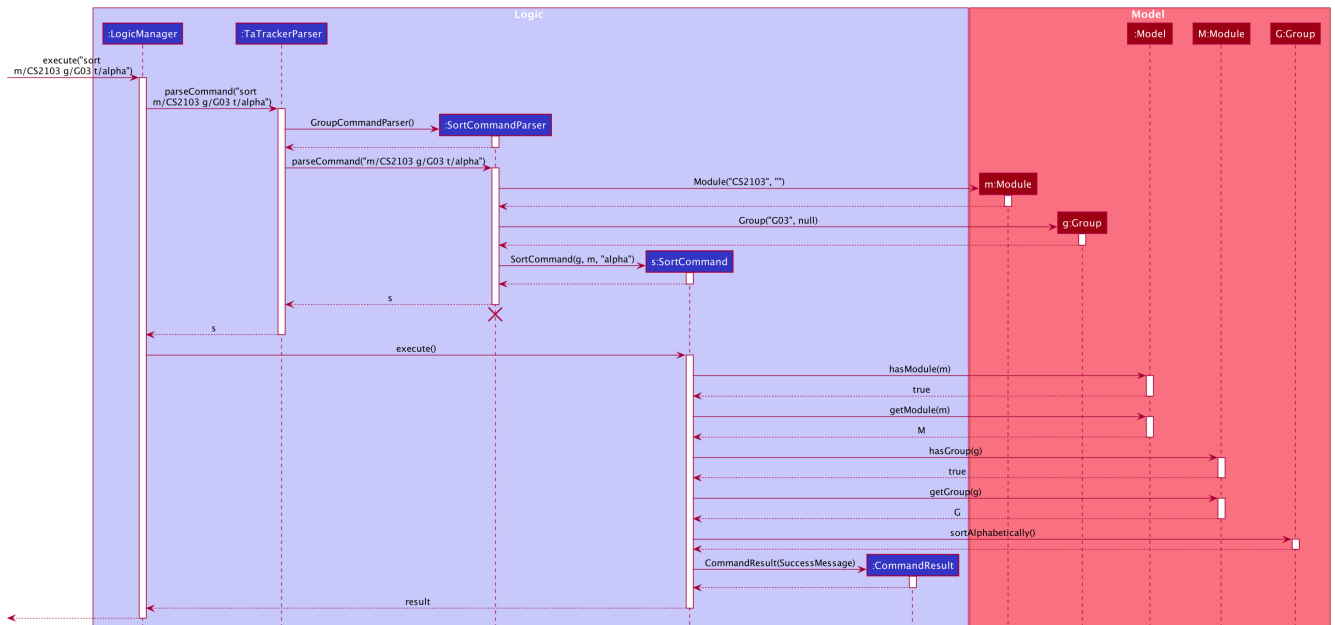 Logic
Model
:LogicManager
:TaTrackerParser
:Model
M:Module
G:Group
execute("sort
m/CS2103 g/G03 t/alpha")
parseCommand("sort
m/CS2103 g/G03 t/alpha")
GroupCommandParser()
:SortCommandParser
parseCommand("m/CS2103 g/G03 t/alpha")
Module("CS2103", "")
m:Module
Group("G03", null)
g:Group
SortCommand(g, m, "alpha")
s:SortCommand
s
s
execute()
hasModule(m)
true
getModule(m)
M
hasGroup(g)
true
getGroup(g)
G
sortAlphabetically()
CommandResult(SuccessMessage)
:CommandResult
result